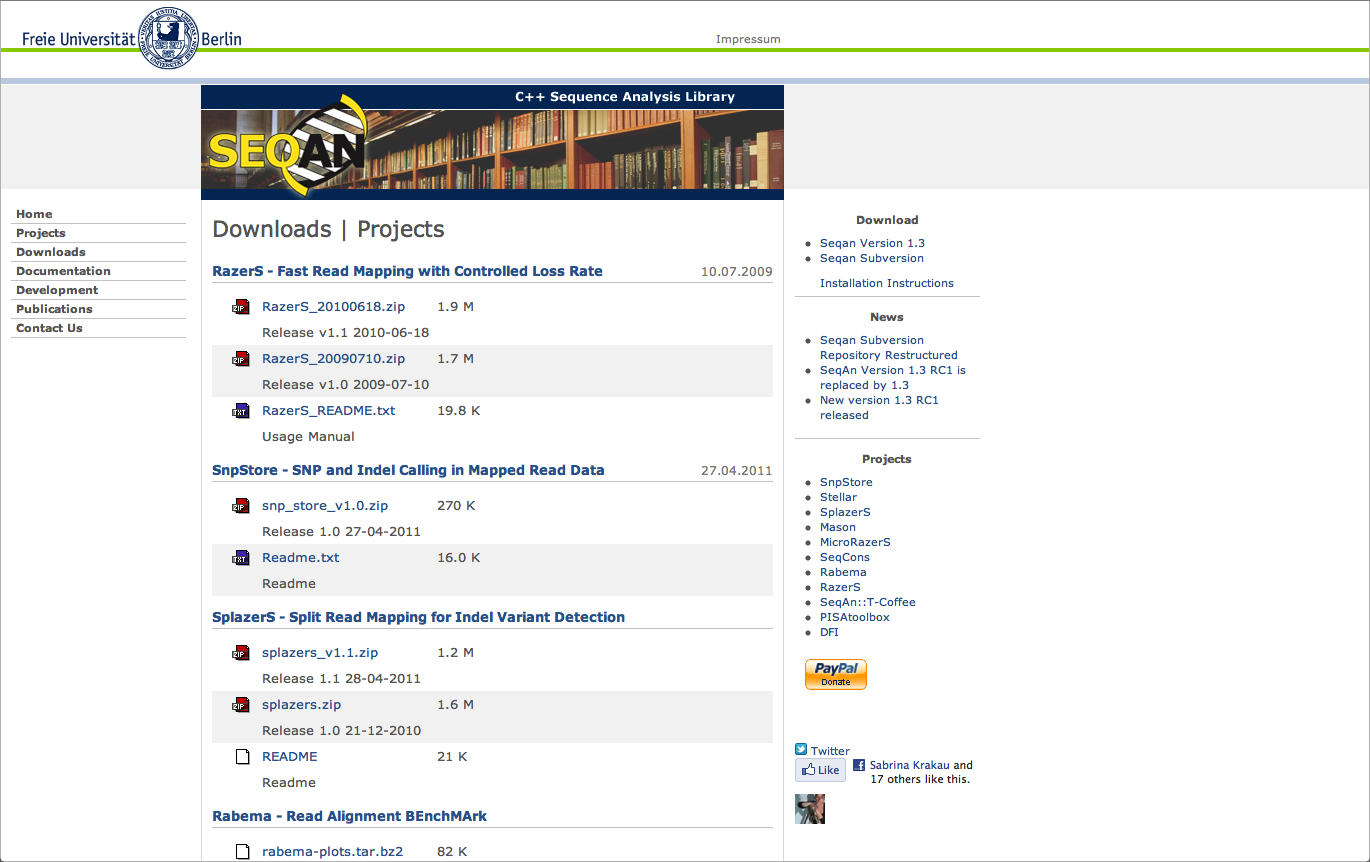 Freie Universität Berlin
Impressum
C++ Sequence Analysis Library
SEQAN
Home
Projects
Downloads
Documentation
Development
Publications
Contact Us
Downloads | Projects
RazerS - Fast Read Mapping with Controlled Loss Rate 10.07.2009
ZIP RazerS_20100618.zip 1.9 M
Release v1.1 2010-06-18
ZIP RazerS_20090710.zip 1.7 M
Release v1.0 2009-07-10
TXT RazerS_README.txt 19.8 K
Usage Manual
SnpStore - SNP and Indel Calling in Mapped Read Data 27.04.2011
ZIP snp_store_v1.0.zip 270 K
Release 1.0 27-04-2011
TXT Readme.txt 16.0 K
Readme
SplazerS - Split Read Mapping for Indel Variant Detection
ZIP splazers_v1.1.zip 1.2 M
Release 1.1 28-04-2011
ZIP splazers.zip 1.6 M
Release 1.0 21-12-2010
README 21 K
Readme
Rabema - Read Alignment BEnchMArk
rabema-plots.tar.bz2 82 K
Download
Seqan Version 1.3
Seqan Subversion
Installation Instructions
News
Seqan Subversion
Repository Restructured
SeqAn Version 1.3 RC1 is
replaced by 1.3
New version 1.3 RC1
released
Projects
SnpStore
Stellar
SplazerS
Mason
MicroRazerS
SeqCons
Rabema
RazerS
SeqAn::T-Coffee
PISAtoolbox
DFI
PayPal
Donate
Twitter
Like
Sabrina Krakau and
17 others like this.